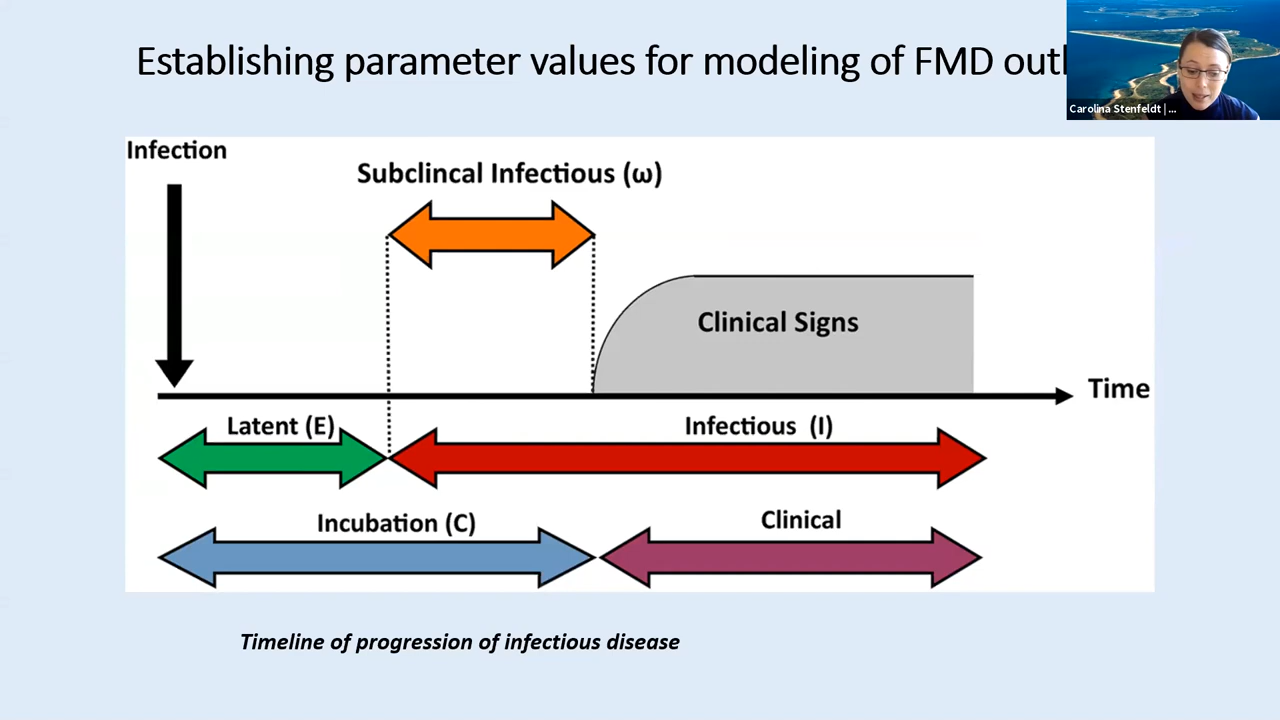 Establishing parameter values for modeling of FMD
Carolina Stenfeldt | ...
Infection
Subclincal Infectious (ω)
Clinical Signs
Time
Latent (E)
Infectious (I)
Incubation (C)
Clinical
Timeline of progression of infectious disease